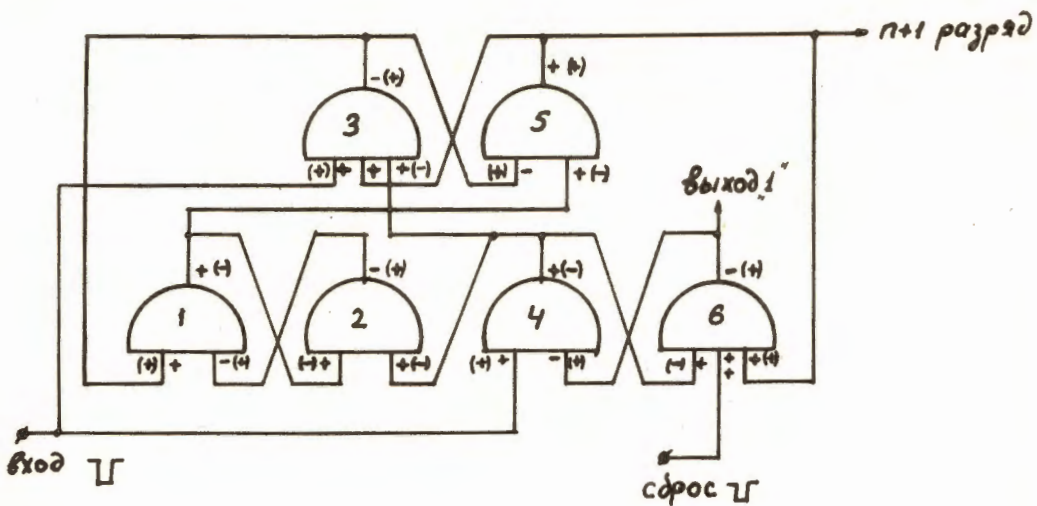 n+1 разряд
-(+) +(+)
3 5
(+) + + +(-) (+) - +(-)
выход „1"
+(-) -(+) +(-) -(+)
1 2 4 6
(+) + -(+) (-) + +(-) (+) + - (+) (-) + + + +(+)
вход
сброс